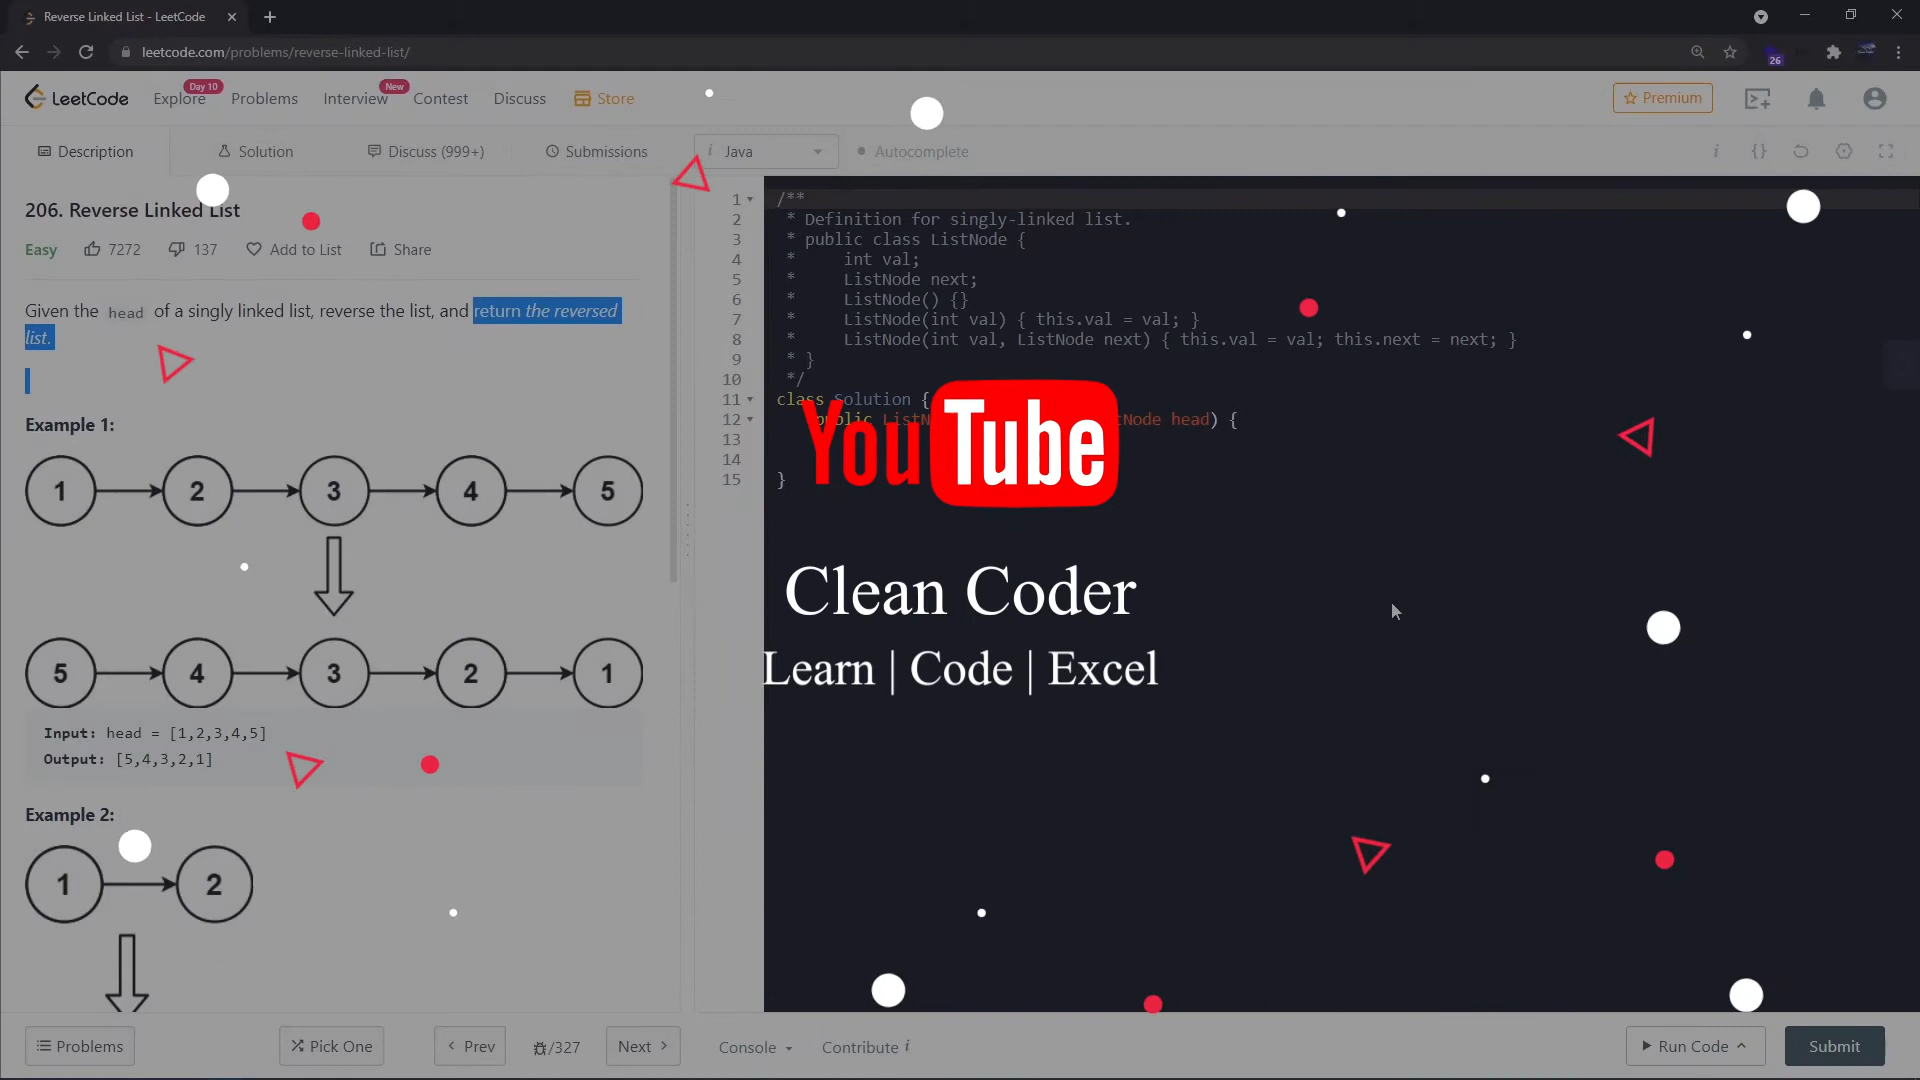 Reverse Linked List - LeetCode
leetcode.com/problems/reverse-linked-list/
26
LeetCode
Explore
Day 10
Problems
Interview
New
Contest
Discuss
Store
Premium
Description
Solution
Discuss (999+)
Submissions
i Java
Autocomplete
206. Reverse Linked List
Easy
7272
137
Add to List
Share
Given the head of a singly linked list, reverse the list, and return the reversed
list.
Example 1:
1 2 3 4 5
5 4 3 2 1
Input: head = [1,2,3,4,5]
Output: [5,4,3,2,1]
Example 2:
1 2
1 /**
2 * Definition for singly-linked list.
3 * public class ListNode {
4 * int val;
5 * ListNode next;
6 * ListNode() {}
7 * ListNode(int val) { this.val = val; }
8 * ListNode(int val, ListNode next) { this.val = val; this.next = next; }
9 * }
10 */
11 class Solution {
12 public head) {
13
14
15 }
YouTube
Clean Coder
Learn | Code | Excel
Problems
Pick One
Prev
/327
Next
Console
Contribute i
Run Code
Submit